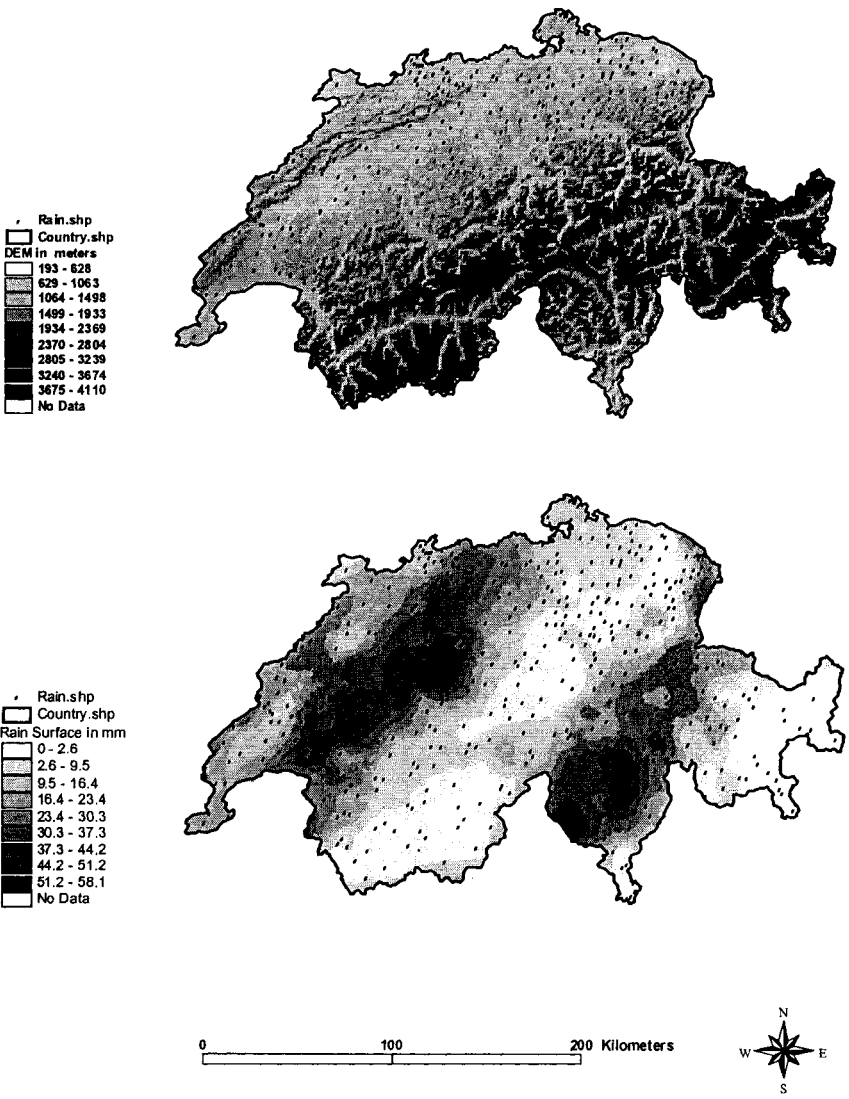 Rain.shp
Country.shp
DEM in meters
193 - 628
629 - 1063
1064 - 1498
1499 - 1933
1934 - 2369
2370 - 2804
2805 - 3239
3240 - 3674
3675 - 4110
No Data
Rain.shp
Country.shp
Rain Surface in mm
0 - 2.6
2.6 - 9.5
9.5 - 16.4
16.4 - 23.4
23.4 - 30.3
30.3 - 37.3
37.3 - 44.2
44.2 - 51.2
51.2 - 58.1
No Data
0 100 200 Kilometers
N
W E
S